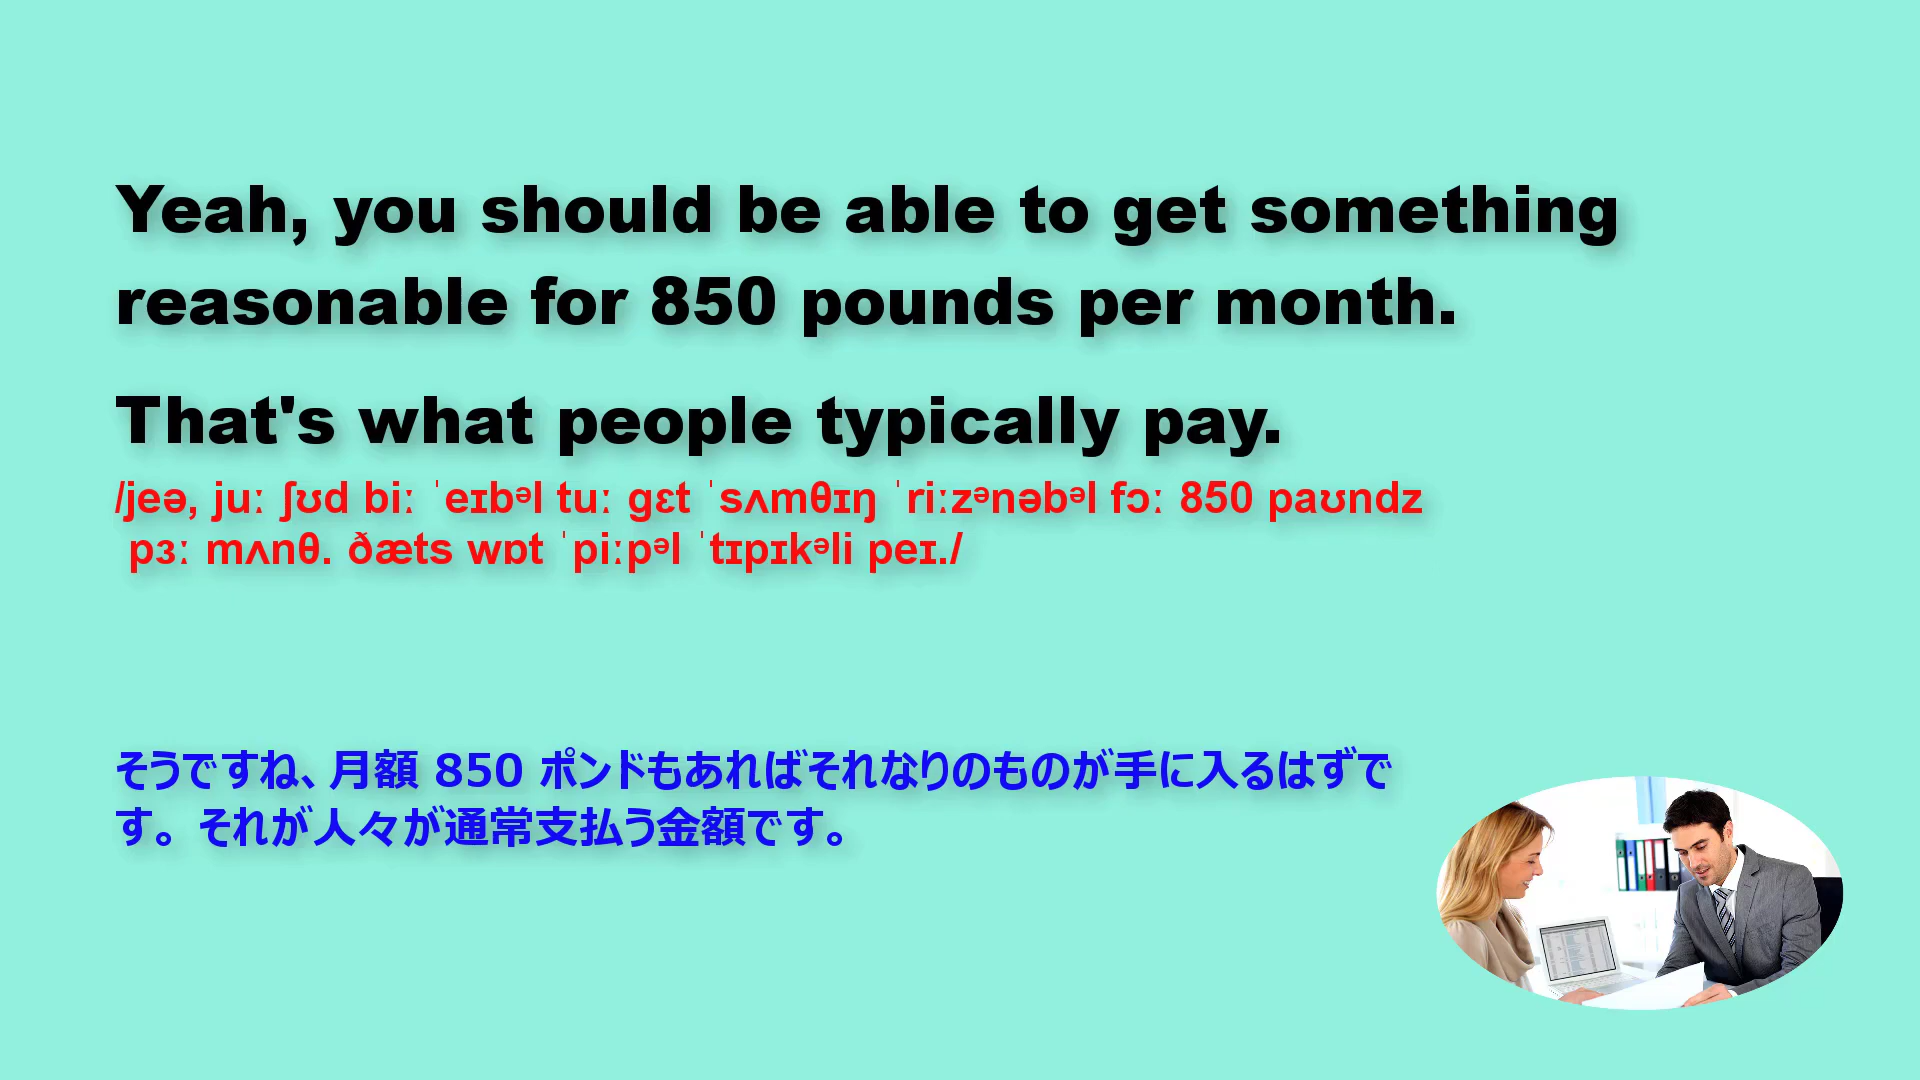 Yeah, you should be able to get something
reasonable for 850 pounds per month.
That's what people typically pay.
/jeə, juː ʃʊd biː ˈeɪbᵊl tuː gɛt ˈsʌmθɪŋ ˈriːzᵊnəbᵊl fɔː 850 paʊndz
pɜː mʌnθ. ðæts wɒt ˈpiːpᵊl ˈtɪpɪkᵊli peɪ./
そうですね、月額 850 ポンドもあればそれなりのものが手に入るはずで
す。それが人々が通常支払う金額です。